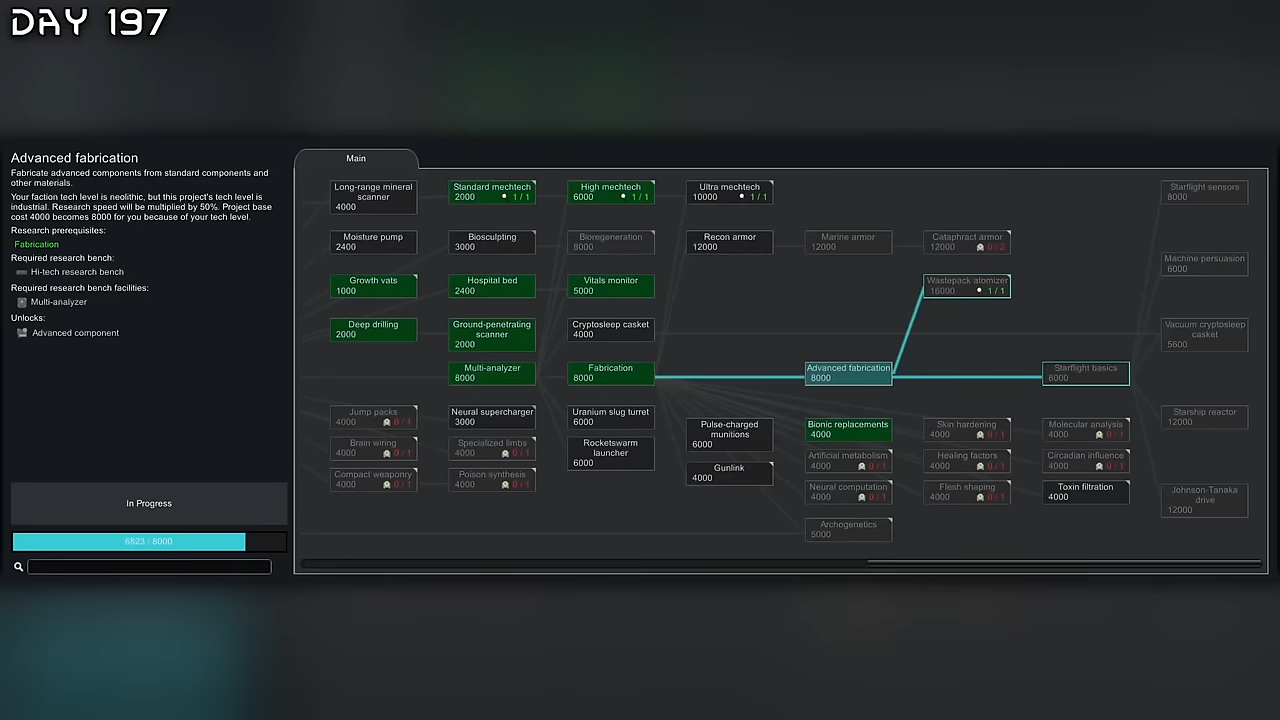 DAY 197
Advanced fabrication
Fabricate advanced components from standard components and
other materials.
Your faction tech level is neolithic, but this project's tech level is
industrial. Research speed will be multiplied by 50%. Project base
cost 4000 becomes 8000 for you because of your tech level.
Research prerequisites:
Fabrication
Required research bench:
Hi-tech research bench
Required research bench facilities:
Multi-analyzer
Unlocks:
Advanced component
In Progress
6823 / 8000
Main
Long-range mineral
scanner
4000
Standard mechtech
2000 1 / 1
High mechtech
6000 1 / 1
Ultra mechtech
10000 1 / 1
Starflight sensors
8000
Moisture pump
2400
Biosculpting
3000
Bioregeneration
8000
Recon armor
12000
Marine armor
12000
Cataphract armor
12000 0 / 2
Machine persuasion
6000
Growth vats
1000
Hospital bed
2400
Vitals monitor
5000
Wastepack atomizer
16000 1 / 1
Deep drilling
2000
Ground-penetrating
scanner
2000
Cryptosleep casket
4000
Vacuum cryptosleep
casket
5600
Multi-analyzer
8000
Fabrication
8000
Advanced fabrication
8000
Starflight basics
8000
Jump packs
4000 0 / 1
Neural supercharger
3000
Uranium slug turret
6000
Pulse-charged
munitions
6000
Bionic replacements
4000
Skin hardening
4000 0 / 1
Molecular analysis
4000 0 / 1
Starship reactor
12000
Brain wiring
4000 0 / 1
Specialized limbs
4000 0 / 1
Rocketswarm
launcher
6000
Artificial metabolism
4000 0 / 1
Healing factors
4000 0 / 1
Circadian influence
4000 0 / 1
Compact weaponry
4000 0 / 1
Poison synthesis
4000 0 / 1
Gunlink
4000
Neural computation
4000 0 / 1
Flesh shaping
4000 0 / 1
Toxin filtration
4000
Johnson-Tanaka
drive
12000
Archogenetics
5000